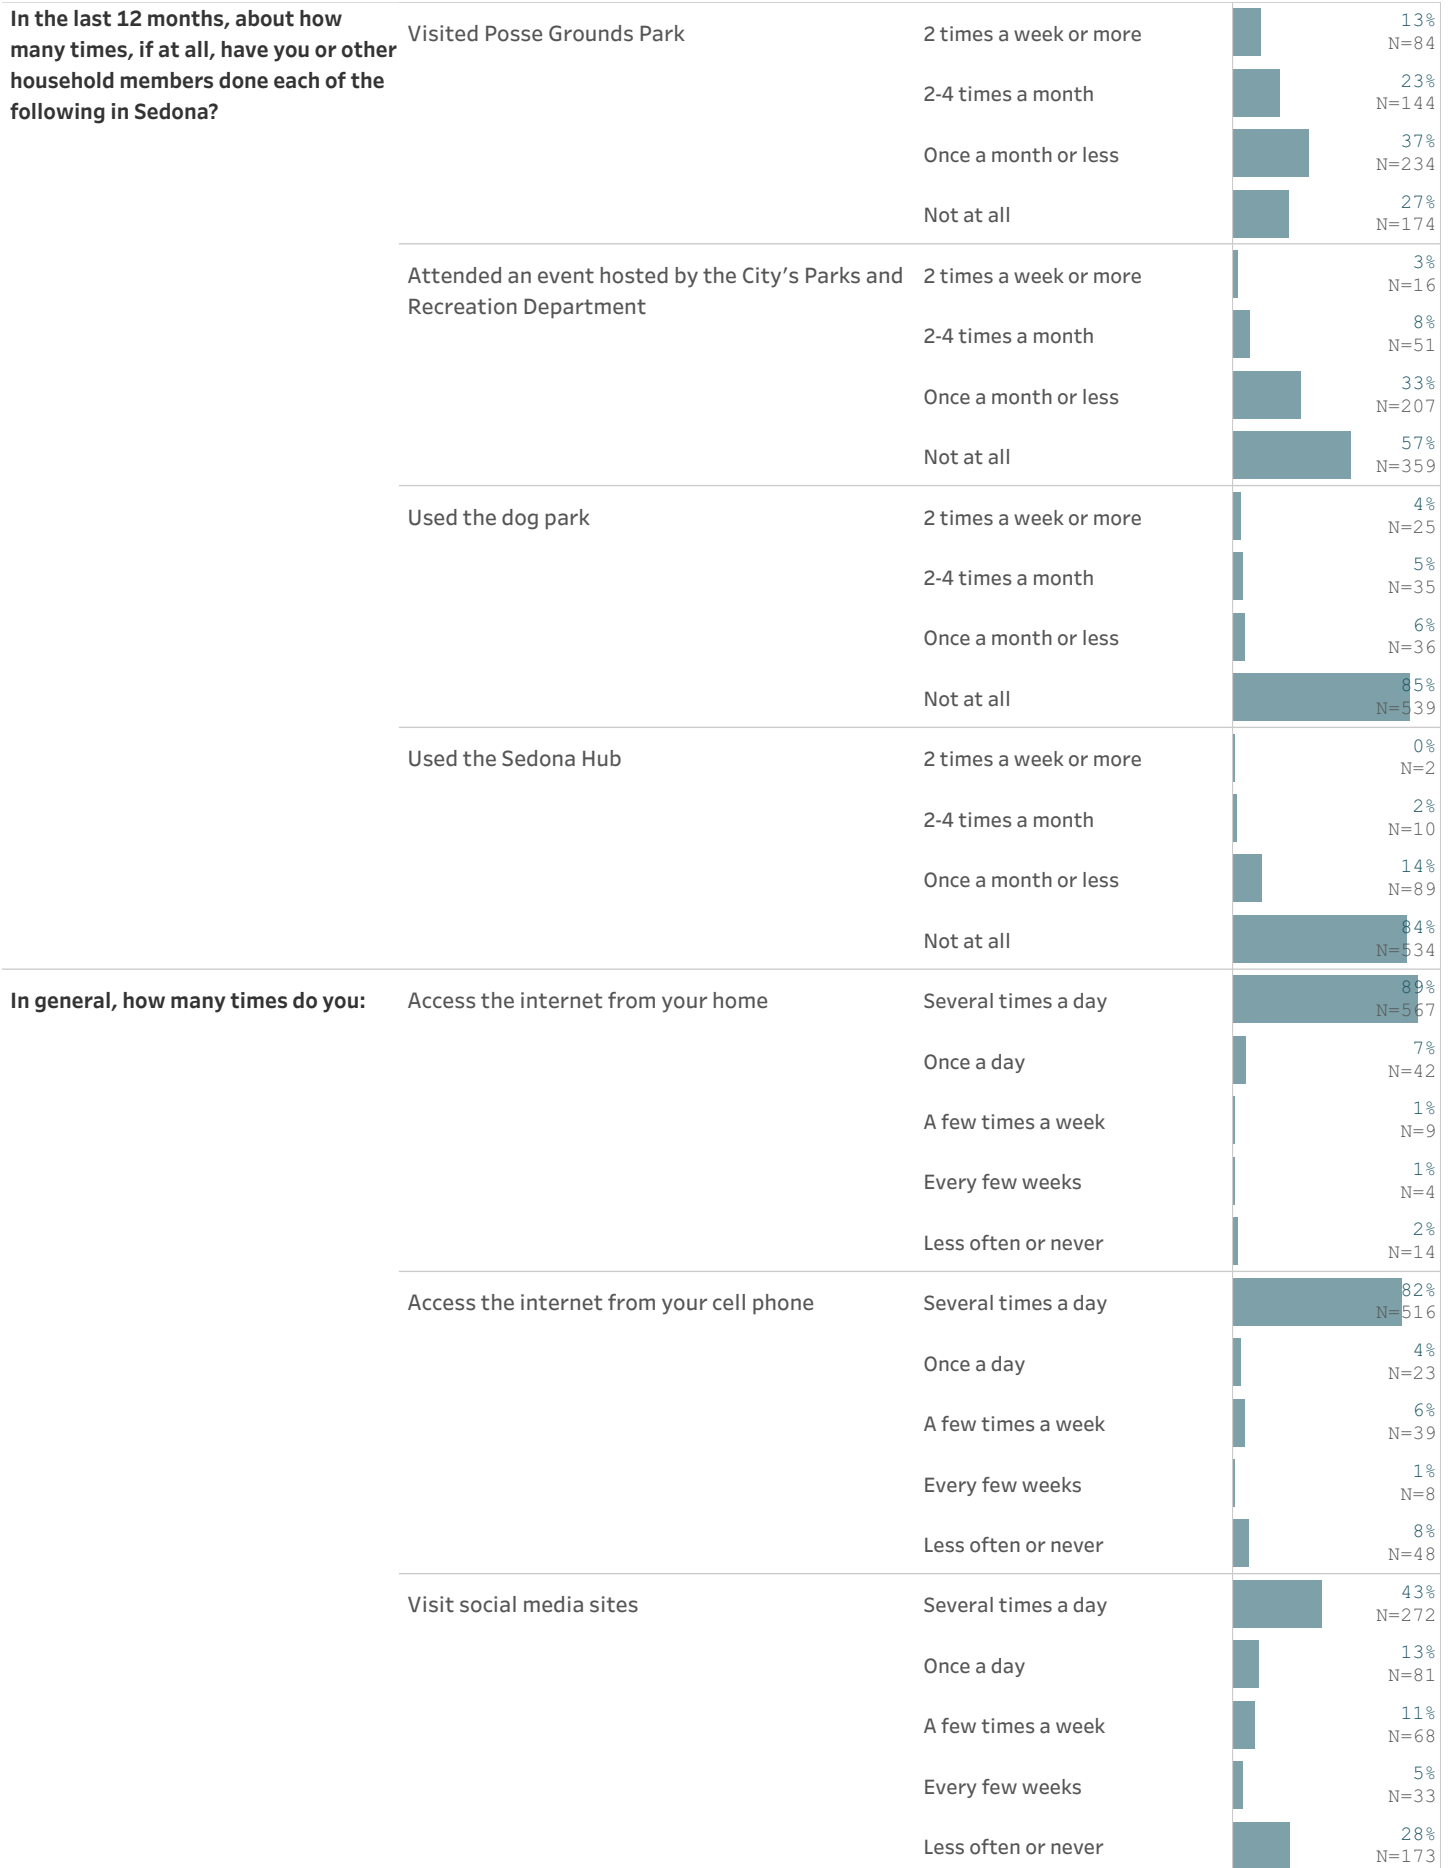 In the last 12 months, about how
many times, if at all, have you or other
household members done each of the
following in Sedona?
Visited Posse Grounds Park
2 times a week or more
13%
N=84
2-4 times a month
23%
N=144
Once a month or less
37%
N=234
Not at all
27%
N=174
Attended an event hosted by the City's Parks and
Recreation Department
2 times a week or more
3%
N=16
2-4 times a month
8%
N=51
Once a month or less
33%
N=207
Not at all
57%
N=359
Used the dog park
2 times a week or more
4%
N=25
2-4 times a month
5%
N=35
Once a month or less
6%
N=36
Not at all
85%
N=539
Used the Sedona Hub
2 times a week or more
0%
N=2
2-4 times a month
2%
N=10
Once a month or less
14%
N=89
Not at all
84%
N=534
In general, how many times do you:
Access the internet from your home
Several times a day
89%
N=567
Once a day
7%
N=42
A few times a week
1%
N=9
Every few weeks
1%
N=4
Less often or never
2%
N=14
Access the internet from your cell phone
Several times a day
82%
N=516
Once a day
4%
N=23
A few times a week
6%
N=39
Every few weeks
1%
N=8
Less often or never
8%
N=48
Visit social media sites
Several times a day
43%
N=272
Once a day
13%
N=81
A few times a week
11%
N=68
Every few weeks
5%
N=33
Less often or never
28%
N=173